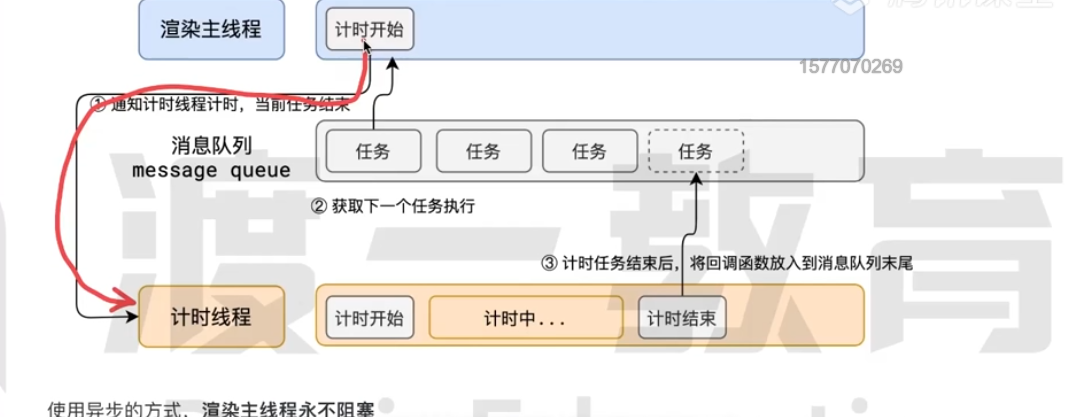 渲染主线程
计时开始
1577070269
① 通知计时线程计时，当前任务结束
消息队列
message queue
任务
任务
任务
任务
② 获取下一个任务执行
③ 计时任务结束后，将回调函数放入到消息队列末尾
计时线程
计时开始
计时中...
计时结束
渡一教育
使用异步的方式，渲染主线程永不阻塞